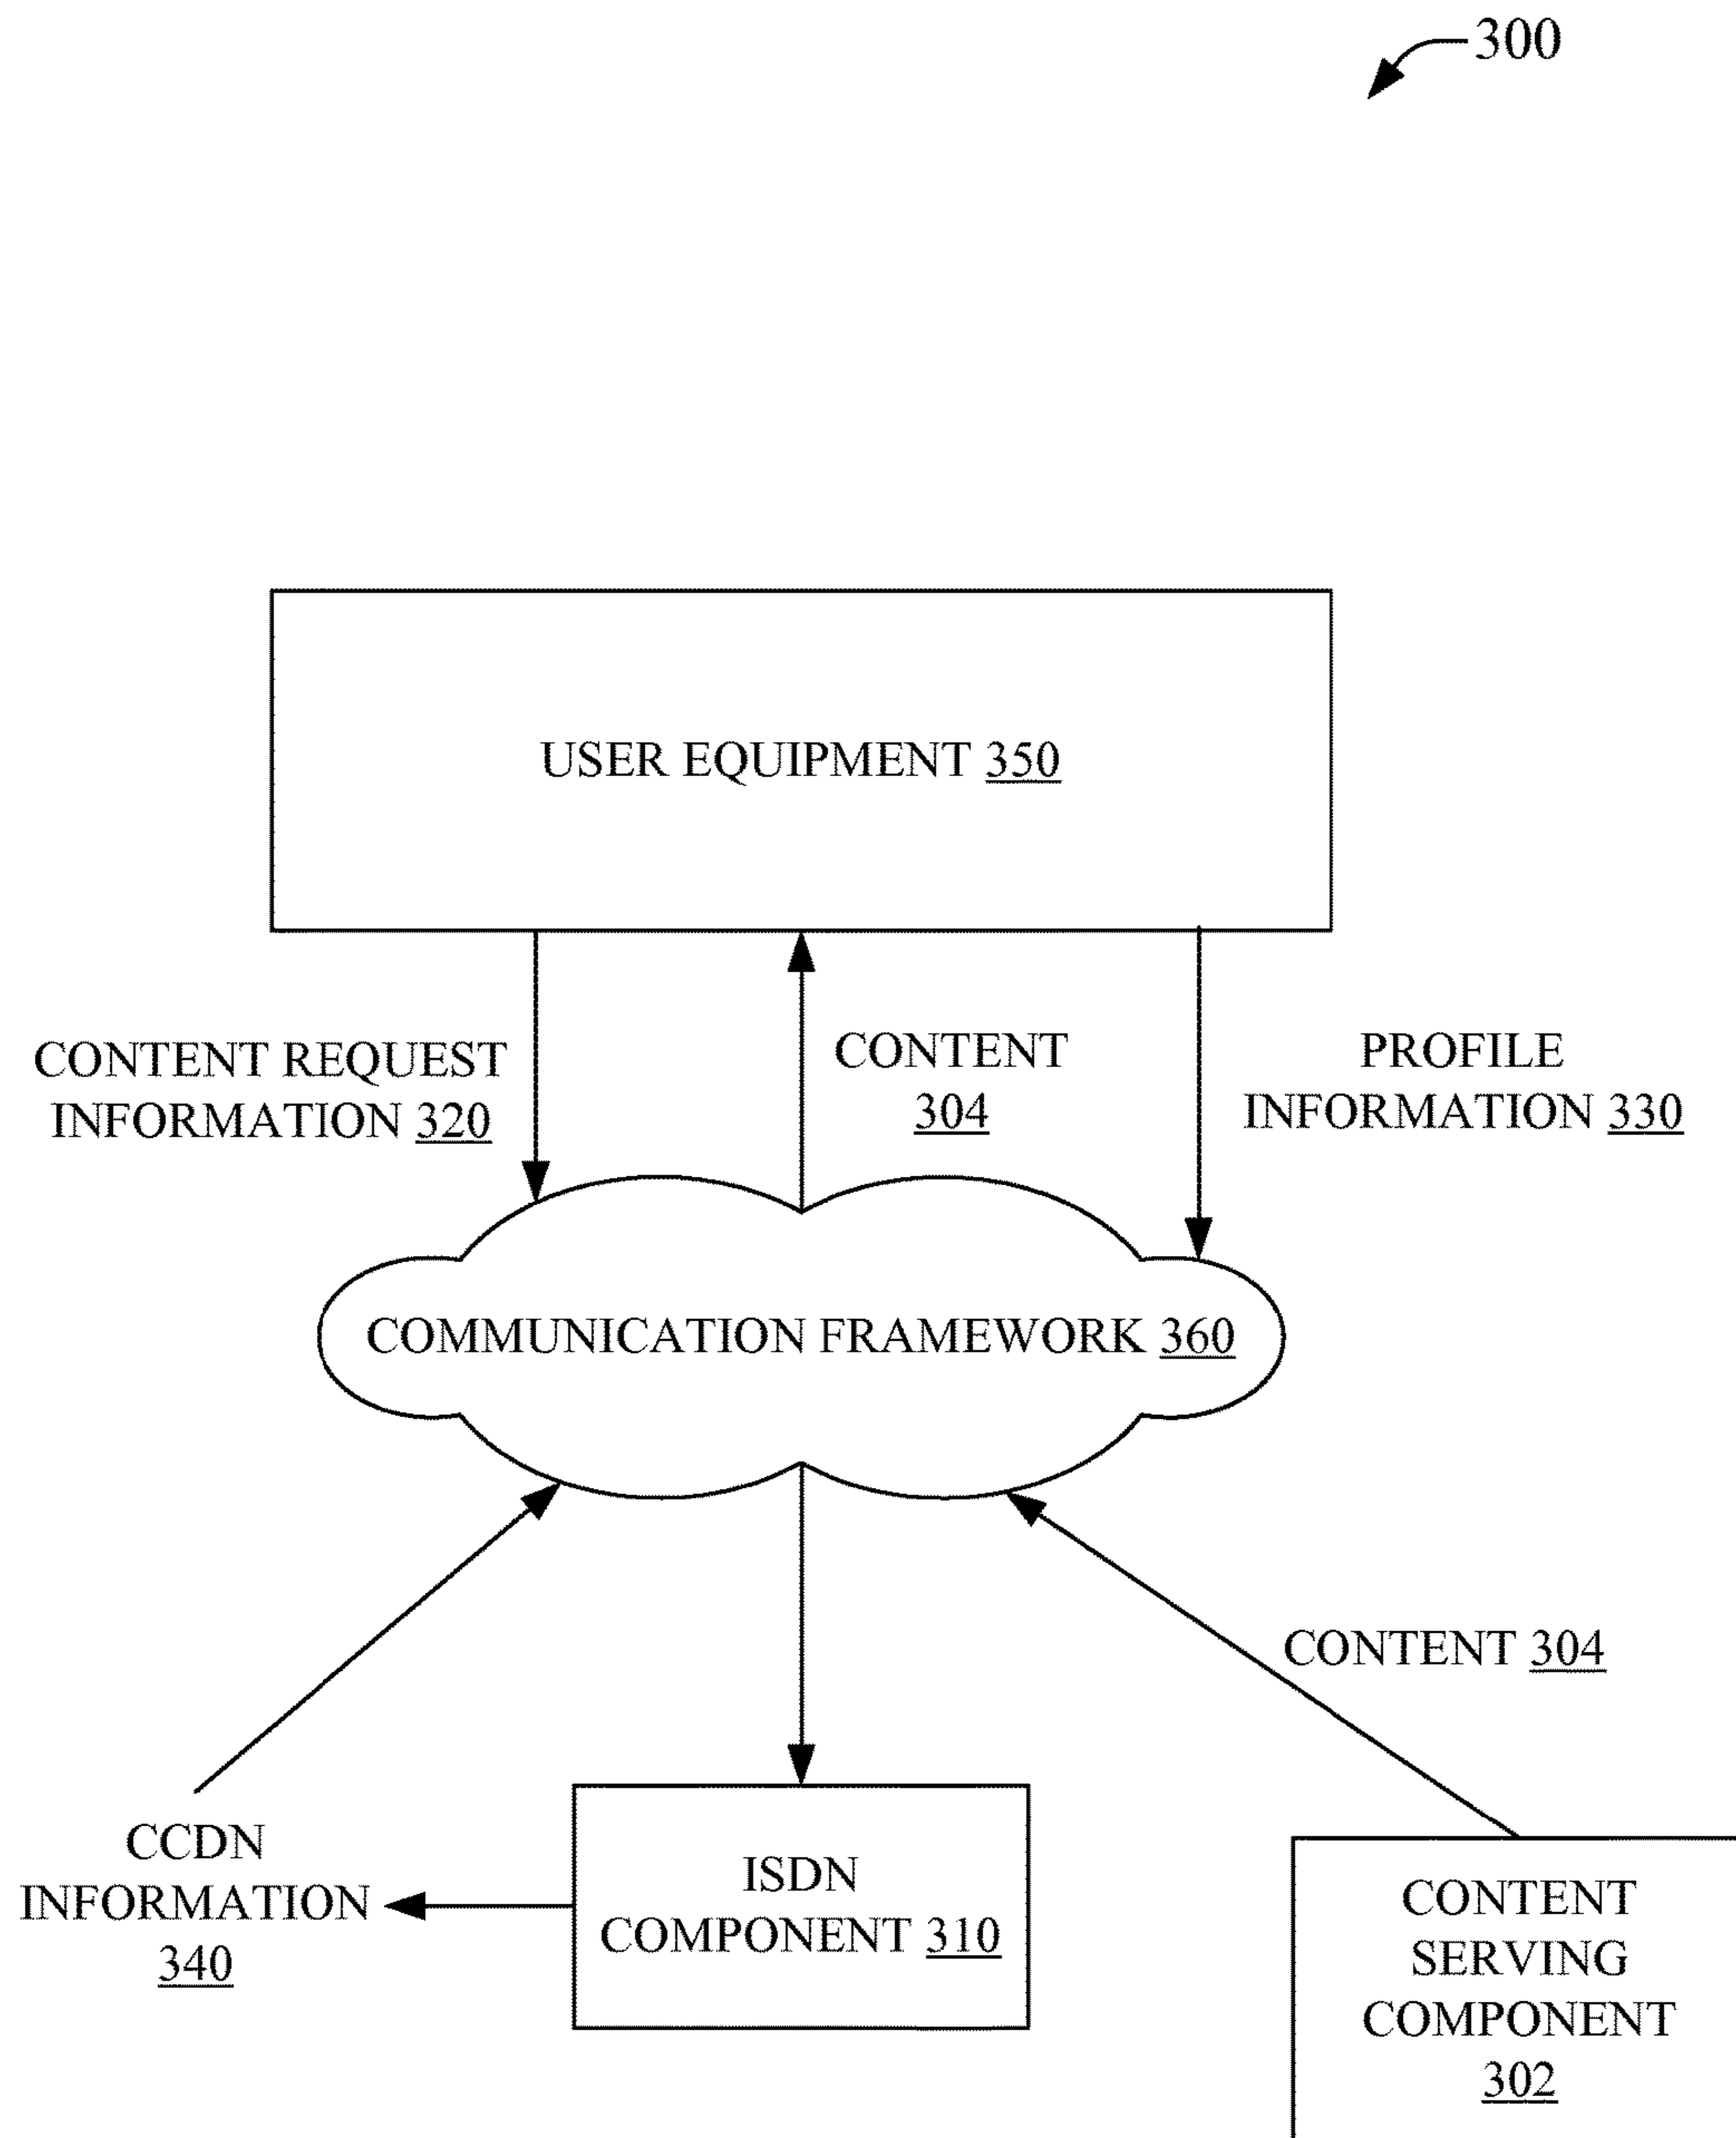 300
USER EQUIPMENT 350
CONTENT REQUEST
INFORMATION 320
CONTENT
304
PROFILE
INFORMATION 330
COMMUNICATION FRAMEWORK 360
CONTENT 304
CCDN
INFORMATION
340
ISDN
COMPONENT 310
CONTENT
SERVING
COMPONENT
302